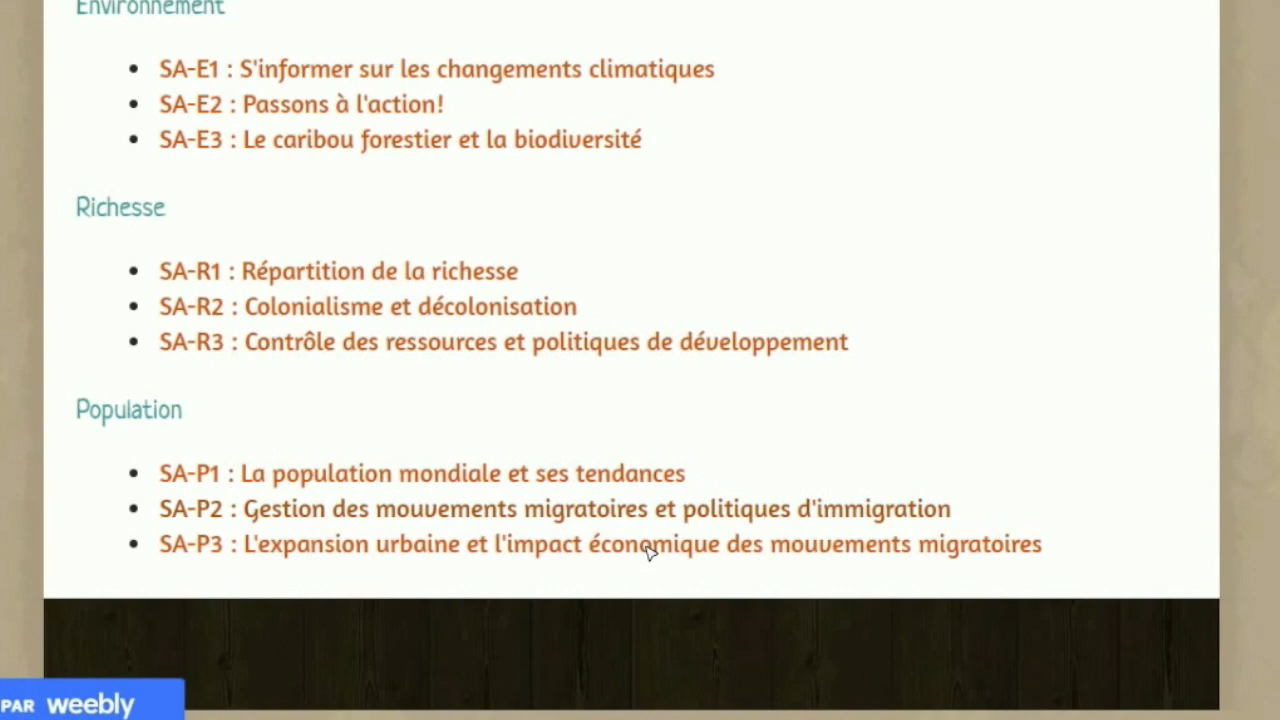 Environnement
SA-E1 : S'informer sur les changements climatiques
SA-E2 : Passons à l'action!
SA-E3 : Le caribou forestier et la biodiversité
Richesse
SA-R1 : Répartition de la richesse
SA-R2 : Colonialisme et décolonisation
SA-R3 : Contrôle des ressources et politiques de développement
Population
SA-P1 : La population mondiale et ses tendances
SA-P2 : Gestion des mouvements migratoires et politiques d'immigration
SA-P3 : L'expansion urbaine et l'impact économique des mouvements migratoires
PAR weebly